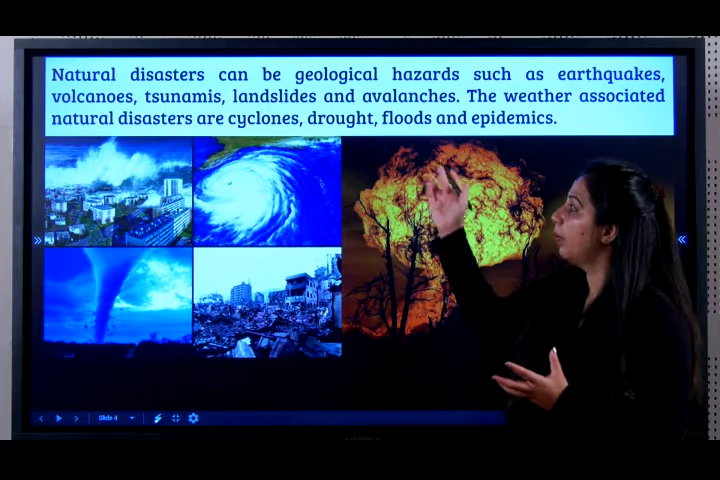 Natural disasters can be geological hazards such as earthquakes,
volcanoes, tsunamis, landslides and avalanches. The weather associated
natural disasters are cyclones, drought, floods and epidemics.
Slide 4